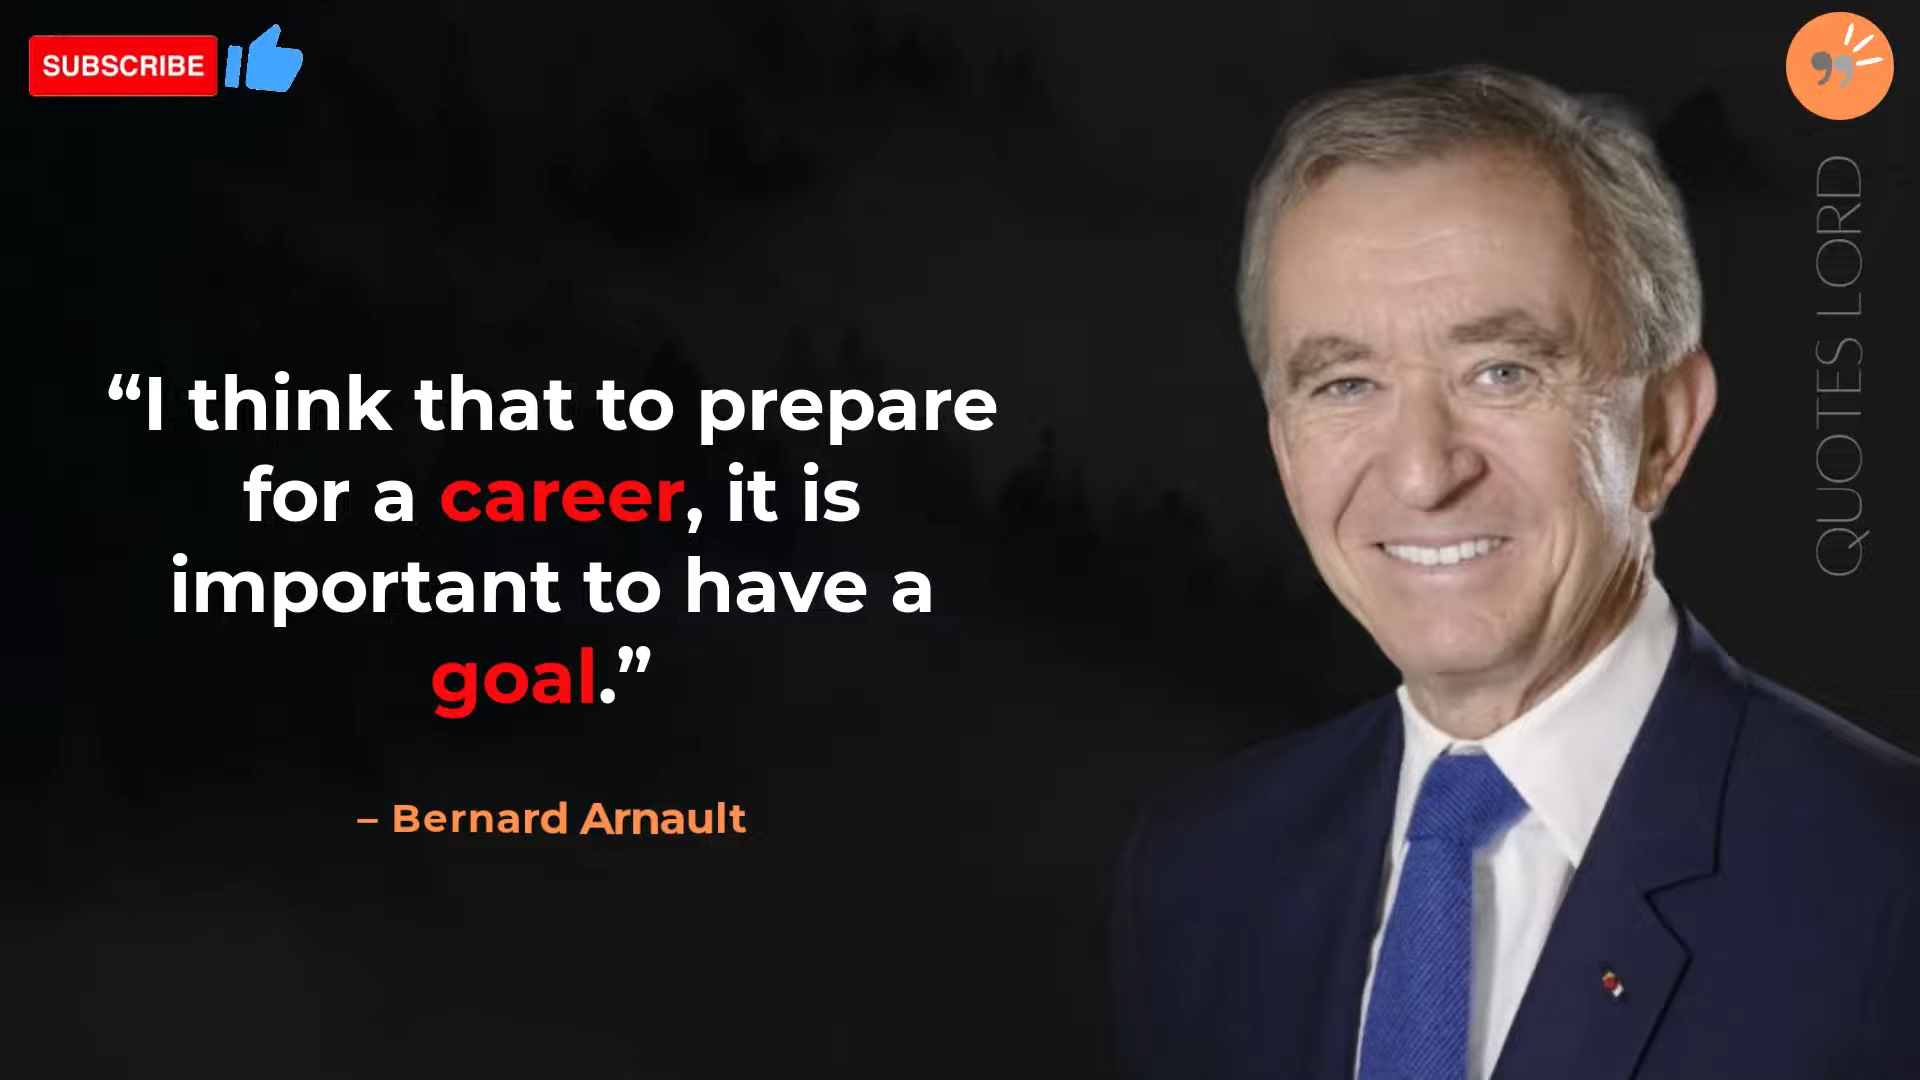 SUBSCRIBE
“I think that to prepare
for a career, it is
important to have a
goal.”
– Bernard Arnault
QUOTES LORD